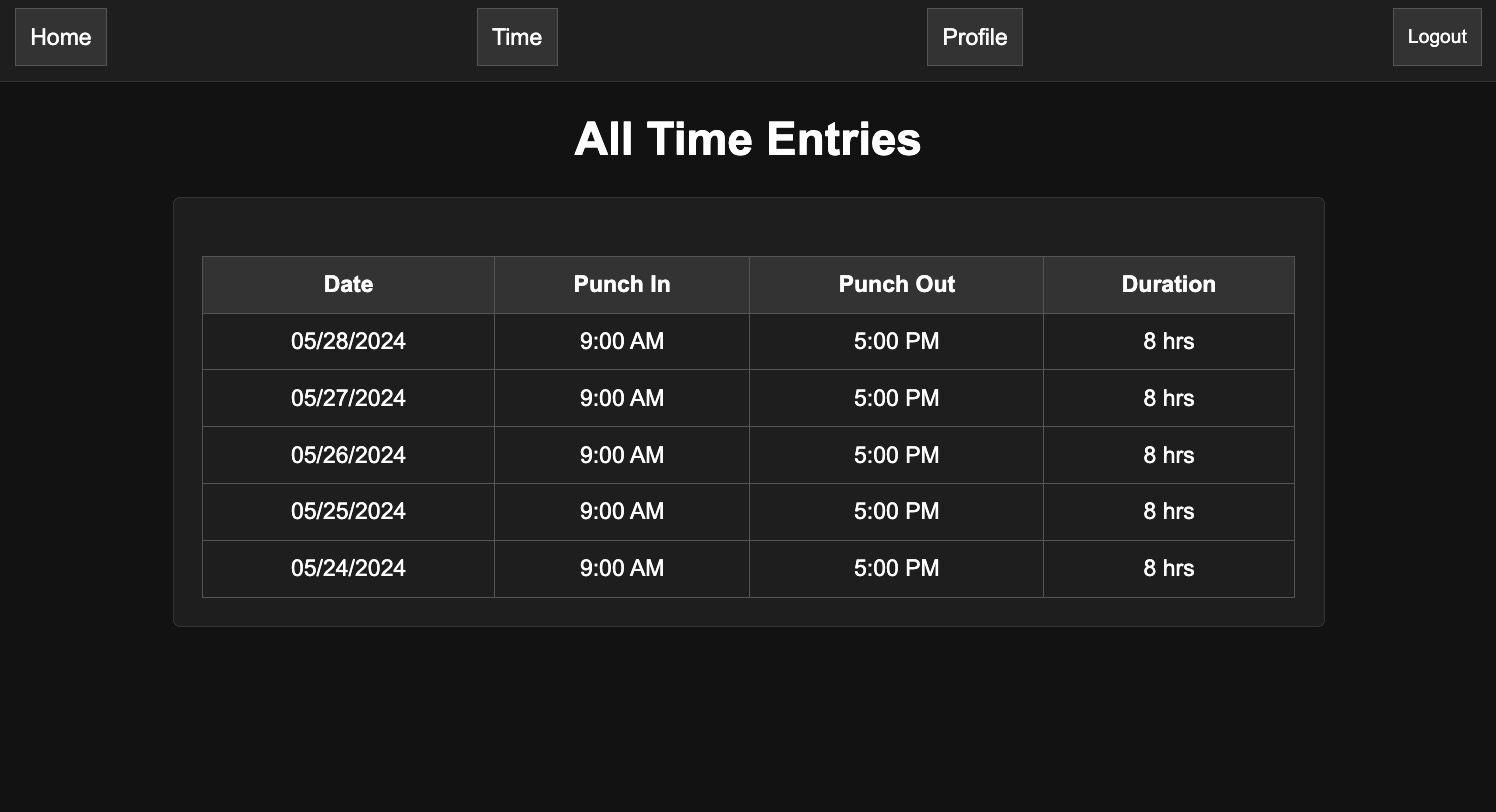 Home Time Profile Logout
All Time Entries
Date Punch In Punch Out Duration
05/28/2024 9:00 AM 5:00 PM 8 hrs
05/27/2024 9:00 AM 5:00 PM 8 hrs
05/26/2024 9:00 AM 5:00 PM 8 hrs
05/25/2024 9:00 AM 5:00 PM 8 hrs
05/24/2024 9:00 AM 5:00 PM 8 hrs